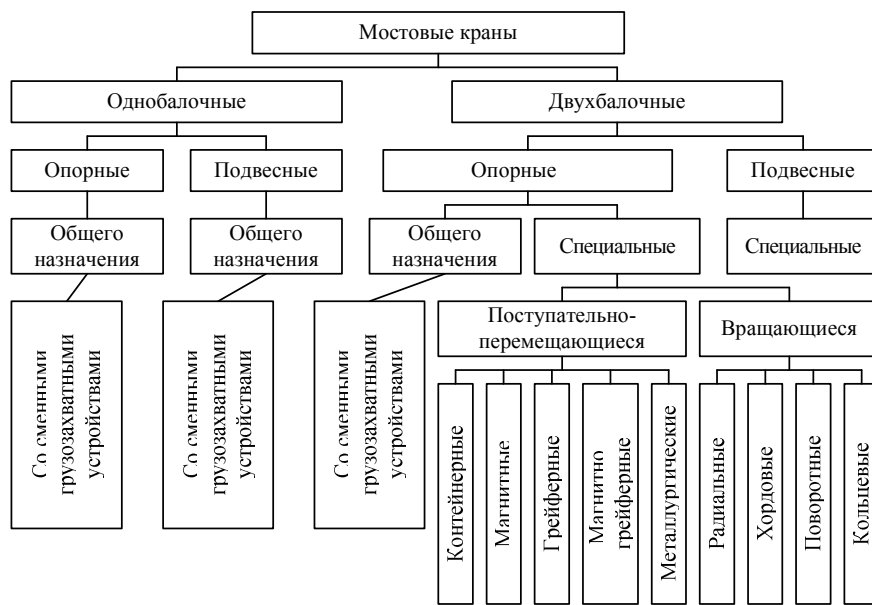 Мостовые краны
Однобалочные
Двухбалочные
Опорные
Подвесные
Опорные
Подвесные
Общего
назначения
Общего
назначения
Общего
назначения
Специальные
Специальные
Поступательно-
перемещающиеся
Вращающиеся
Со сменными
грузозахватными
устройствами
Со сменными
грузозахватными
устройствами
Со сменными
грузозахватными
устройствами
Контейнерные
Магнитные
Грейферные
Магнитно
грейферные
Металлургические
Радиальные
Хордовые
Поворотные
Кольцевые